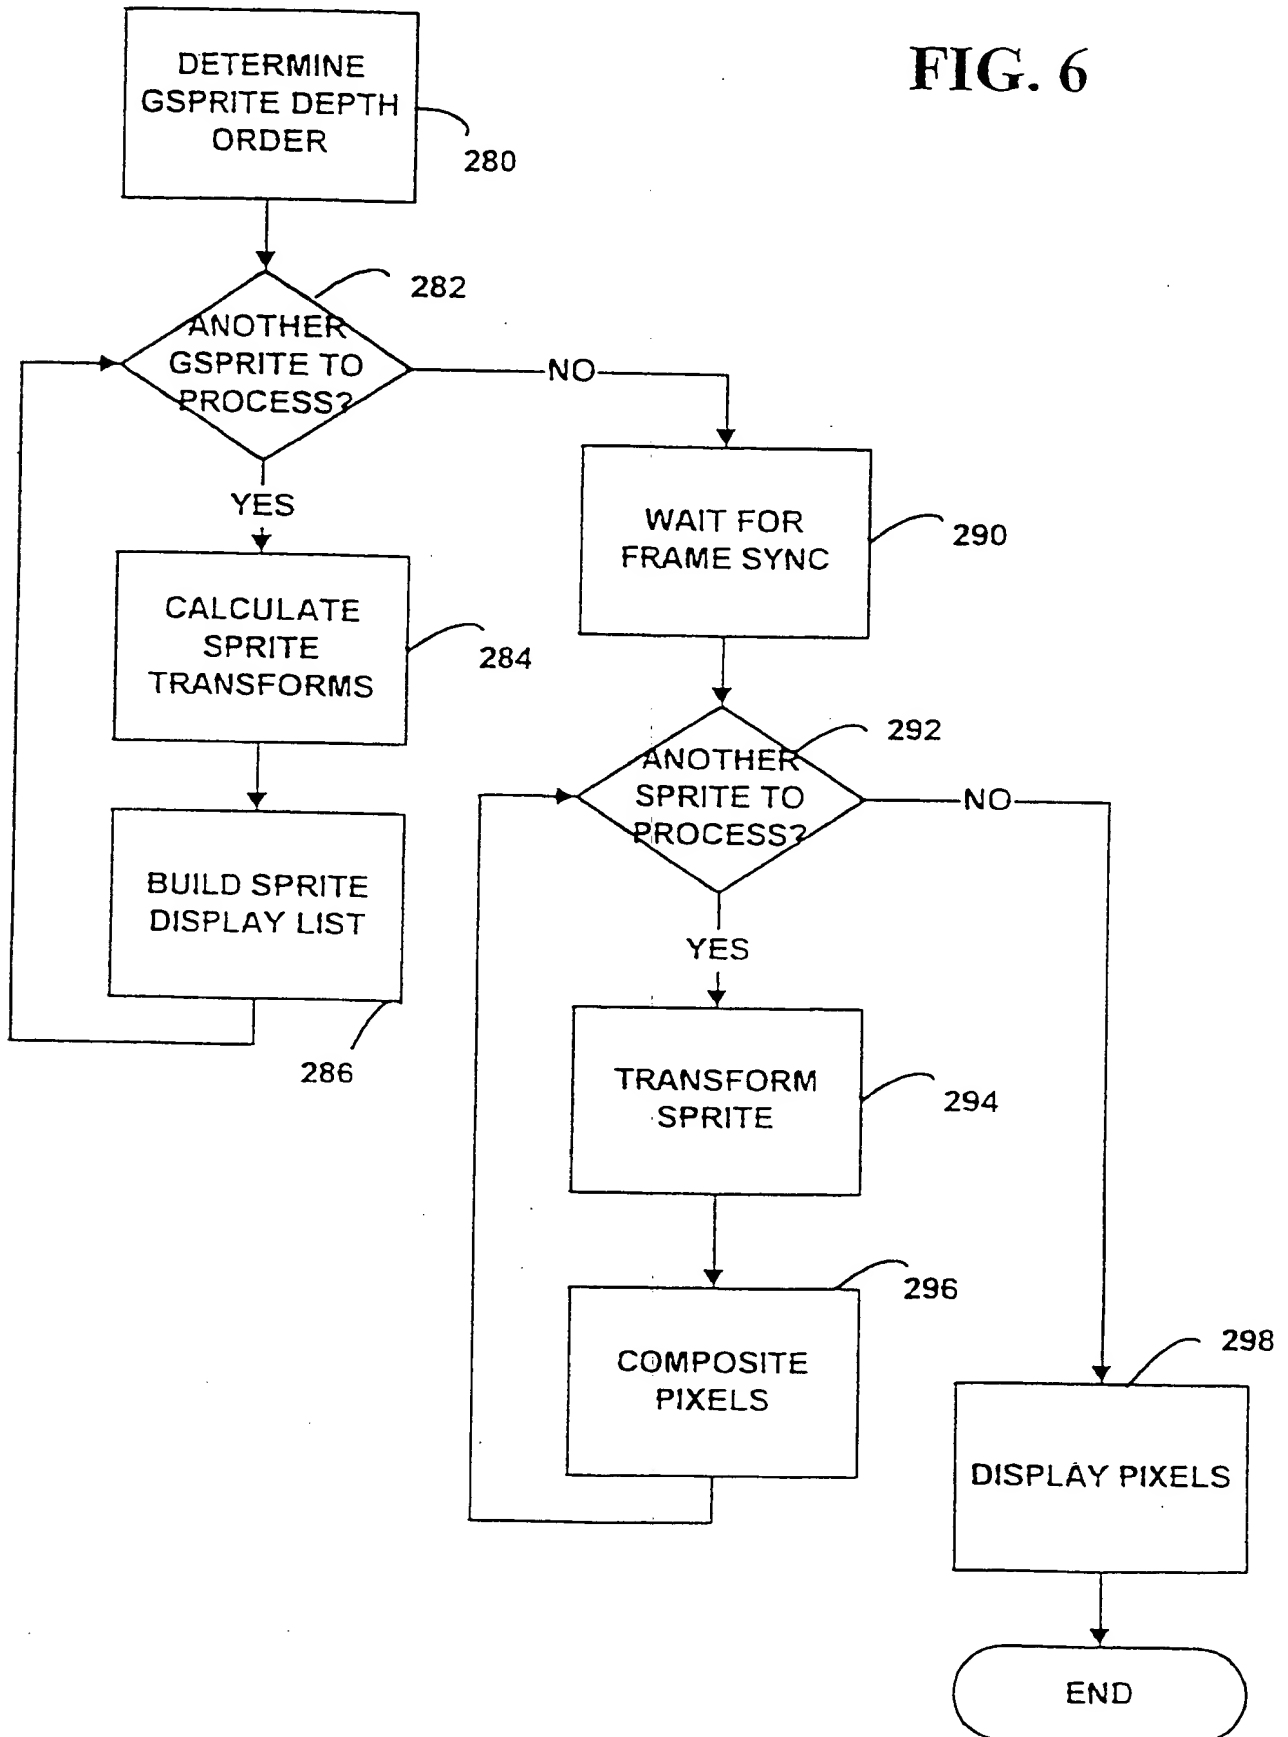 FIG. 6
DETERMINE
GSPRITE DEPTH
ORDER
280
282
ANOTHER
GSPRITE TO
PROCESS?
NO
YES
CALCULATE
SPRITE
TRANSFORMS
284
BUILD SPRITE
DISPLAY LIST
286
WAIT FOR
FRAME SYNC
290
292
ANOTHER
SPRITE TO
PROCESS?
NO
YES
TRANSFORM
SPRITE
294
296
COMPOSITE
PIXELS
298
DISPLAY PIXELS
END